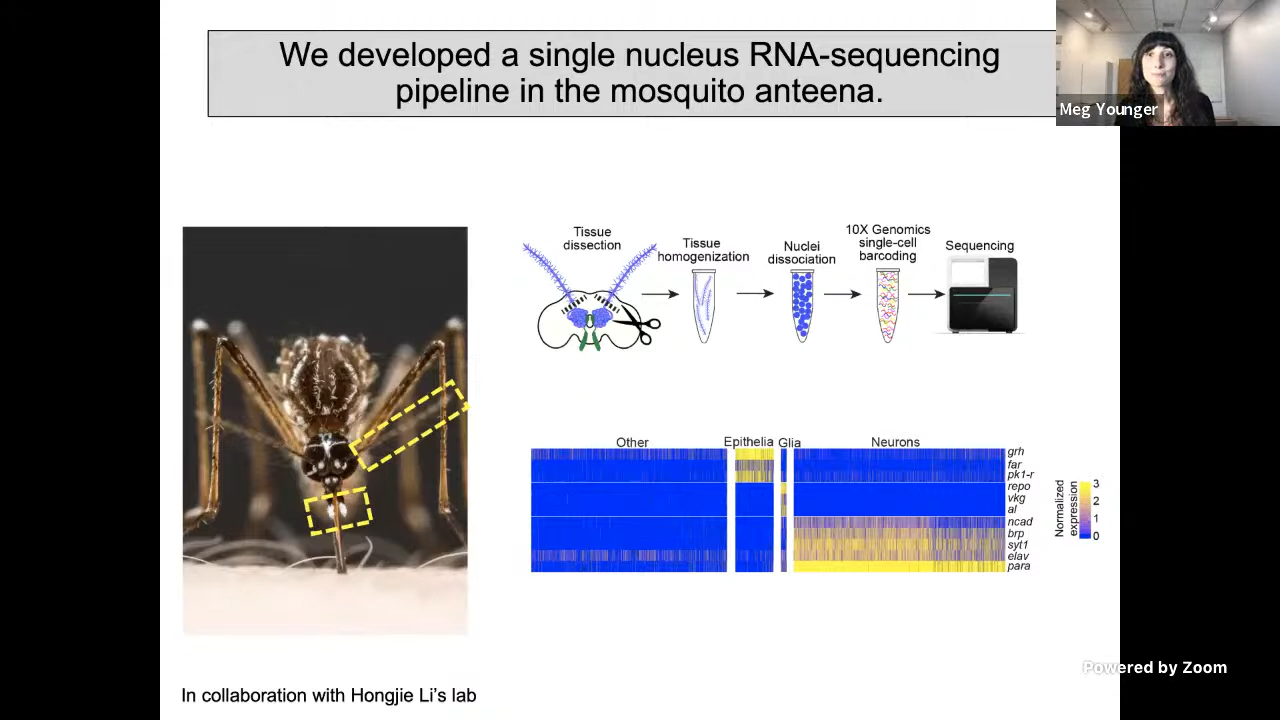 We developed a single nucleus RNA-sequencing
pipeline in the mosquito anteena.
Meg Younger
Tissue
dissection
Tissue
homogenization
Nuclei
dissociation
10X Genomics
single-cell
barcoding
Sequencing
Other
Epithelia
Glia
Neurons
grh
far
pk1-r
repo
vkg
al
ncad
brp
syt1
elav
para
Normalized
expression
3
2
1
0
In collaboration with Hongjie Li's lab
Powered by Zoom